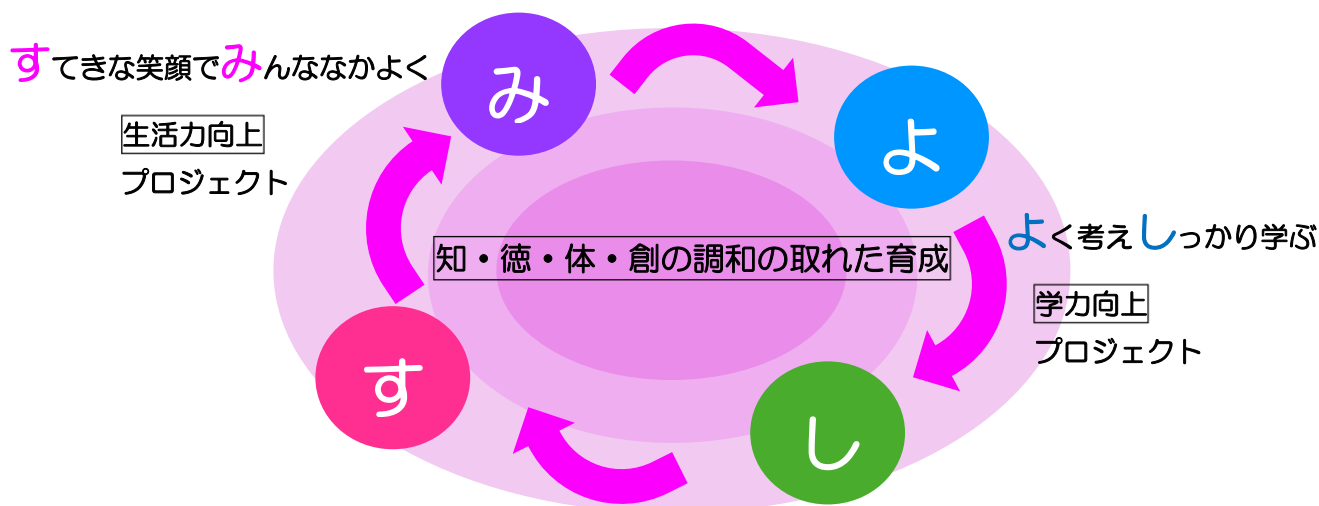 すてきな笑顔でみんななかよく
生活力向上
プロジェクト
み
よ
よく考えしっかり学ぶ
学力向上
プロジェクト
知・徳・体・創の調和の取れた育成
す
し